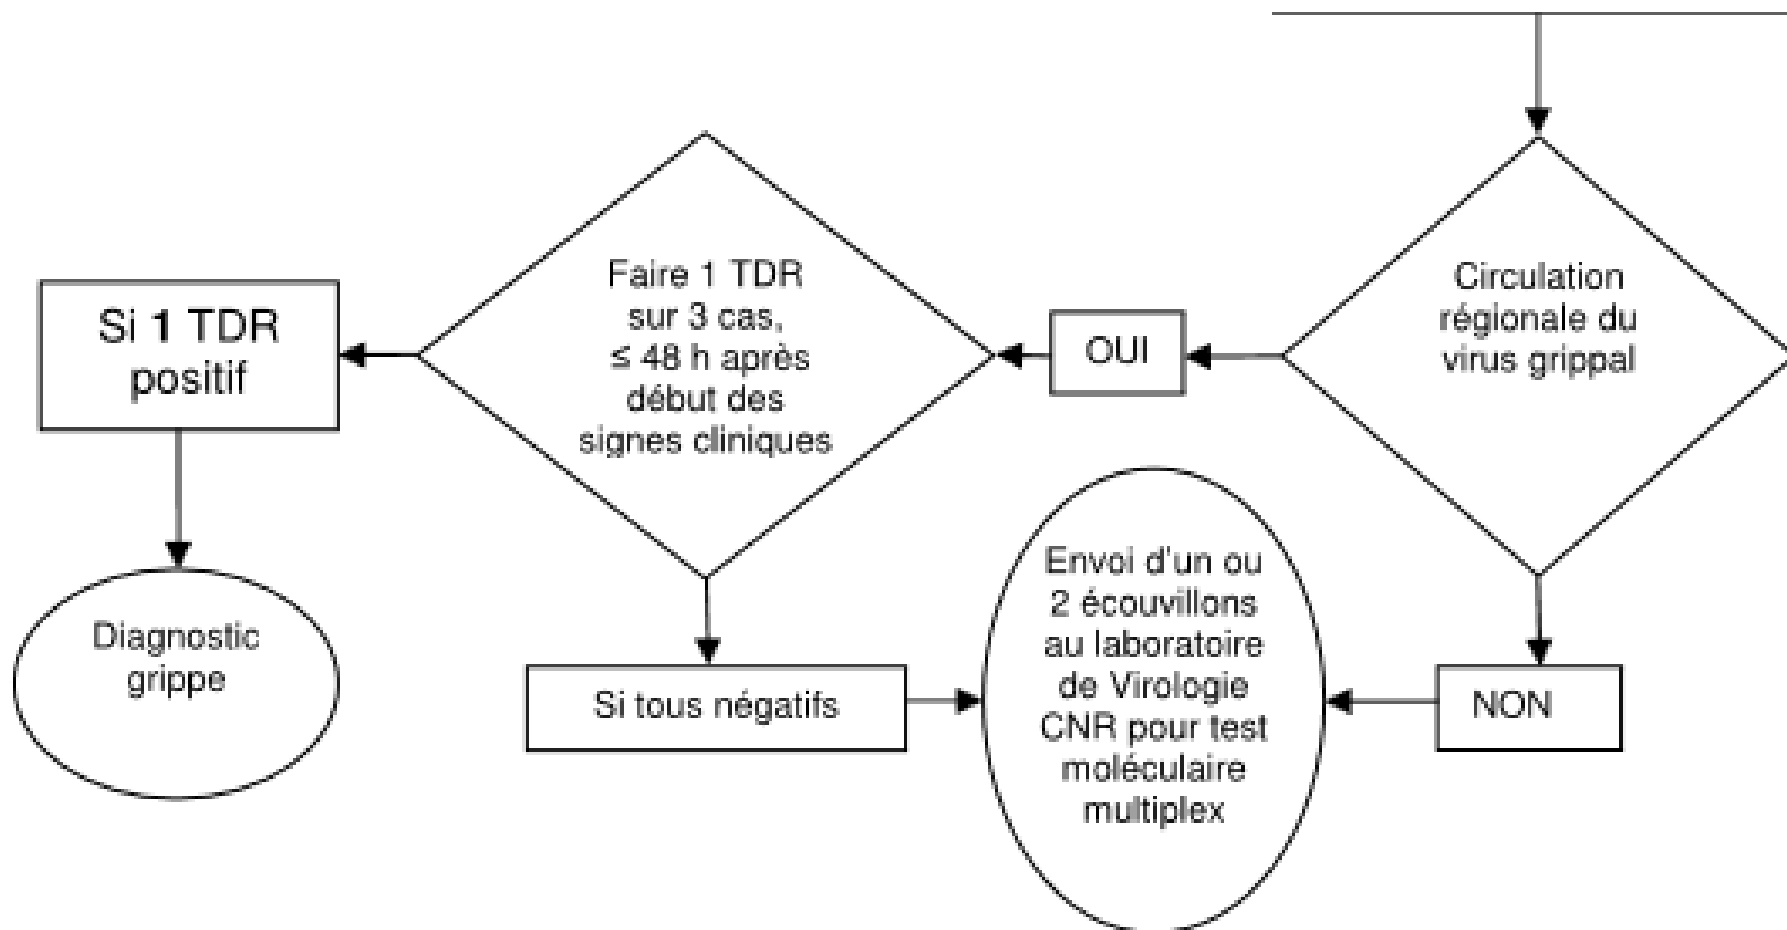 Circulation
régionale du
virus grippal
OUI
Faire 1 TDR
sur 3 cas,
≤ 48 h après
début des
signes cliniques
Si 1 TDR
positif
Diagnostic
grippe
Si tous négatifs
Envoi d'un ou
2 écouvillons
au laboratoire
de Virologie
CNR pour test
moléculaire
multiplex
NON